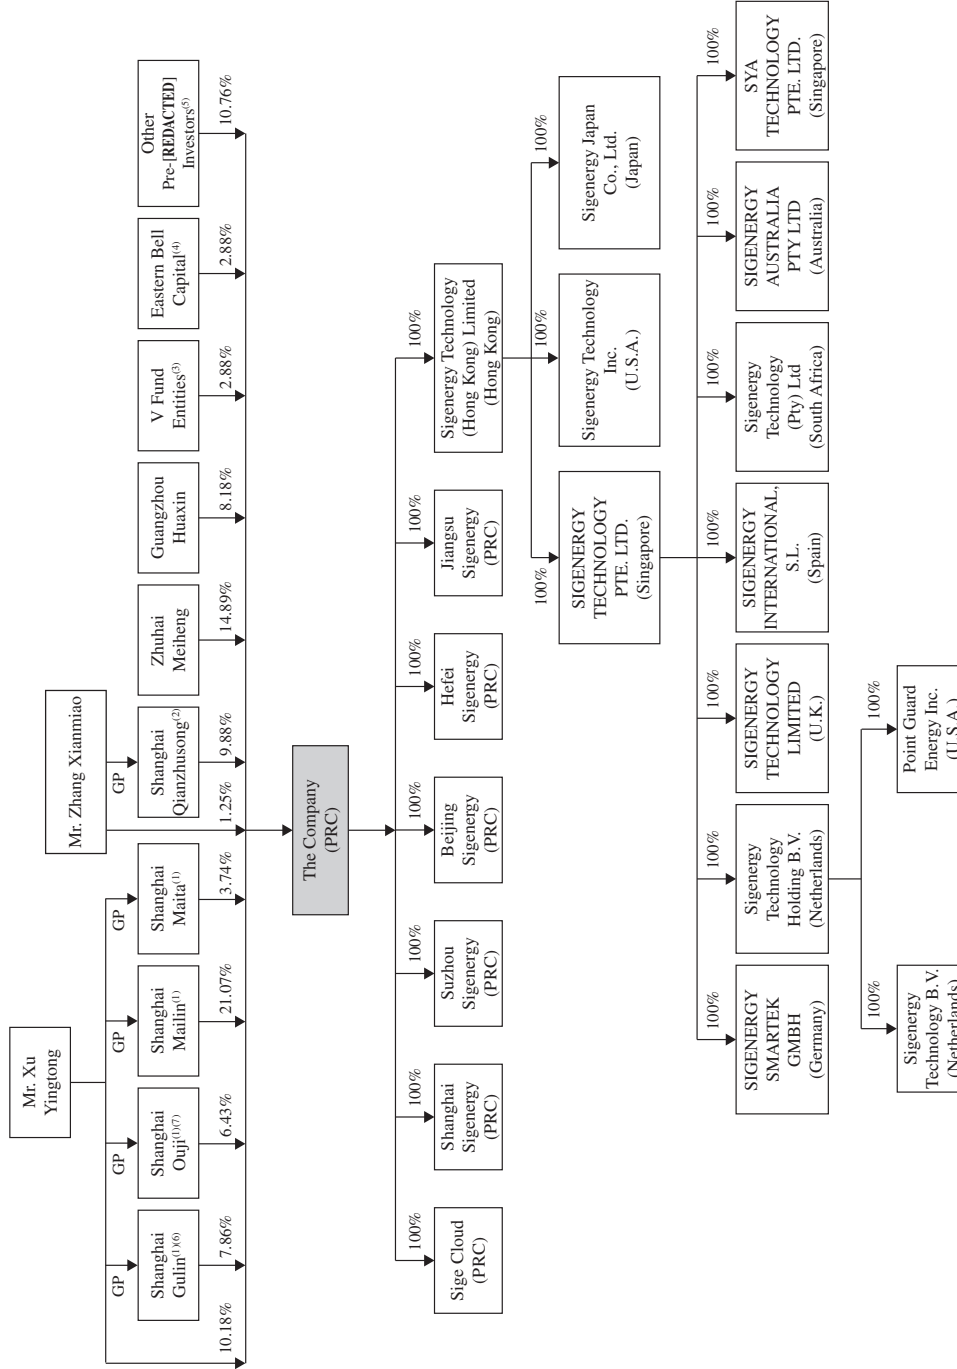 Mr. Xu
Yingtong
Mr. Zhang Xianmiao
GP
GP
GP
GP
GP
Shanghai
Gulin(1)(6)
Shanghai
Ouji(1)(7)
Shanghai
Mailin(1)
Shanghai
Maita(1)
Shanghai
Qianzhusong(2)
Zhuhai
Meiheng
Guangzhou
Huaxin
V Fund
Entities(3)
Eastern Bell
Capital(4)
Other
Pre-[REDACTED]
Investors(5)
10.18%
7.86%
6.43%
21.07%
3.74%
1.25%
9.88%
14.89%
8.18%
2.88%
2.88%
10.76%
The Company
(PRC)
100%
100%
100%
100%
100%
100%
100%
Sige Cloud
(PRC)
Shanghai
Sigenergy
(PRC)
Suzhou
Sigenergy
(PRC)
Beijing
Sigenergy
(PRC)
Hefei
Sigenergy
(PRC)
Jiangsu
Sigenergy
(PRC)
Sigenergy Technology
(Hong Kong) Limited
(Hong Kong)
100%
100%
100%
SIGENERGY
TECHNOLOGY
PTE. LTD.
(Singapore)
Sigenergy Technology
Inc.
(U.S.A.)
Sigenergy Japan
Co., Ltd.
(Japan)
100%
100%
100%
100%
100%
100%
100%
SIGENERGY
SMARTEK
GMBH
(Germany)
Sigenergy
Technology
Holding B.V.
(Netherlands)
SIGENERGY
TECHNOLOGY
LIMITED
(U.K.)
SIGENERGY
INTERNATIONAL,
S.L.
(Spain)
Sigenergy
Technology
(Pty) Ltd
(South Africa)
SIGENERGY
AUSTRALIA
PTY LTD
(Australia)
SYA
TECHNOLOGY
PTE. LTD.
(Singapore)
100%
100%
Sigenergy
Technology B.V.
(Netherlands)
Point Guard
Energy Inc.
(U.S.A.)